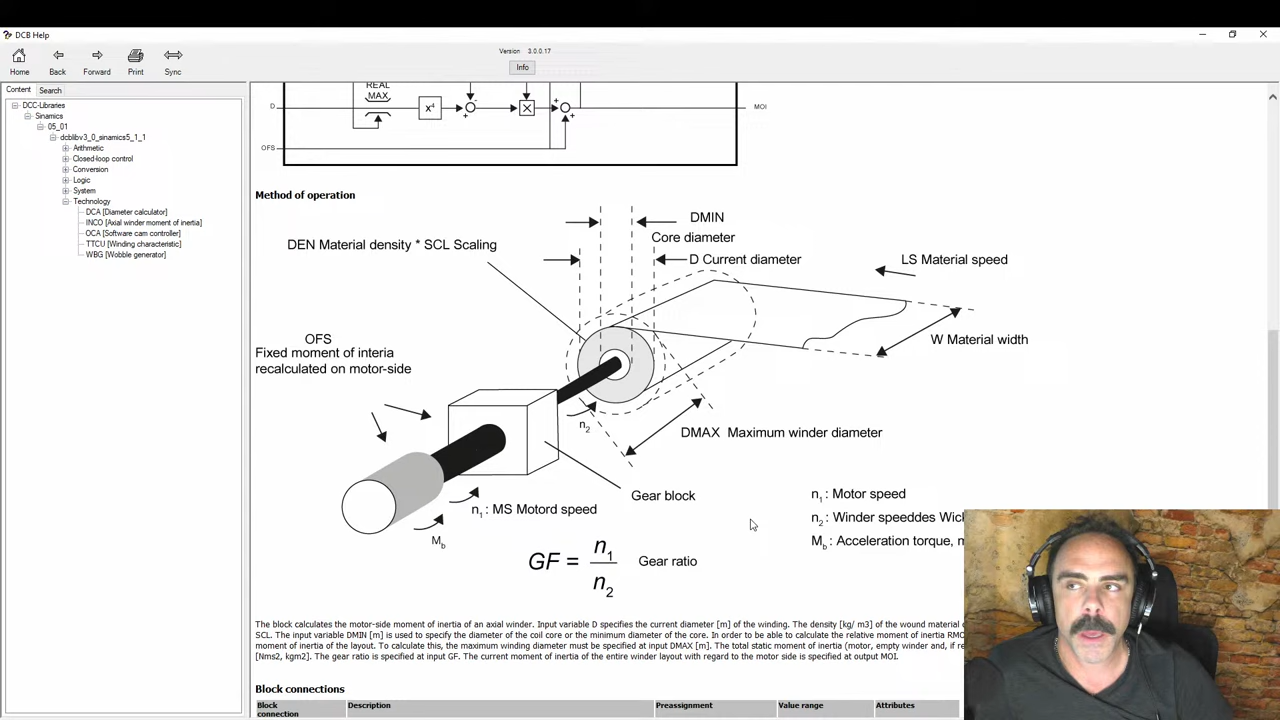 DCB Help
Home
Back
Forward
Print
Sync
Version 3.0.0.17
Info
Content
Search
DCC-Libraries
Sinamics
05_01
dcblibv3_0_sinamics5_1_1
Arithmetic
Closed-loop control
Conversion
Logic
System
Technology
DCA [Diameter calculator]
INCO [Axial winder moment of inertia]
OCA [Software cam controller]
TTCU [Winding characteristic]
WBG [Wobble generator]
REAL
MAX
D
x⁴
MOI
OFS
Method of operation
DMIN
Core diameter
DEN Material density * SCL Scaling
D Current diameter
LS Material speed
OFS
Fixed moment of interia
recalculated on motor-side
W Material width
n2
DMAX Maximum winder diameter
Gear block
n1 : Motor speed
n1 : MS Motord speed
n2 : Winder speeddes Wick
Mb
Mb : Acceleration torque, m
GF = n1 / n2 Gear ratio
The block calculates the motor-side moment of inertia of an axial winder. Input variable D specifies the current diameter [m] of the winding. The density [kg/ m3] of the wound material
SCL. The input variable DMIN [m] is used to specify the diameter of the coil core or the minimum diameter of the core. In order to be able to calculate the relative moment of inertia RMO
moment of inertia of the layout. To calculate this, the maximum winding diameter must be specified at input DMAX [m]. The total static moment of inertia (motor, empty winder and, if re
[Nms2, kgm2]. The gear ratio is specified at input GF. The current moment of inertia of the entire winder layout with regard to the motor side is specified at output MOI.
Block connections
Block
connection
Description
Preassignment
Value range
Attributes